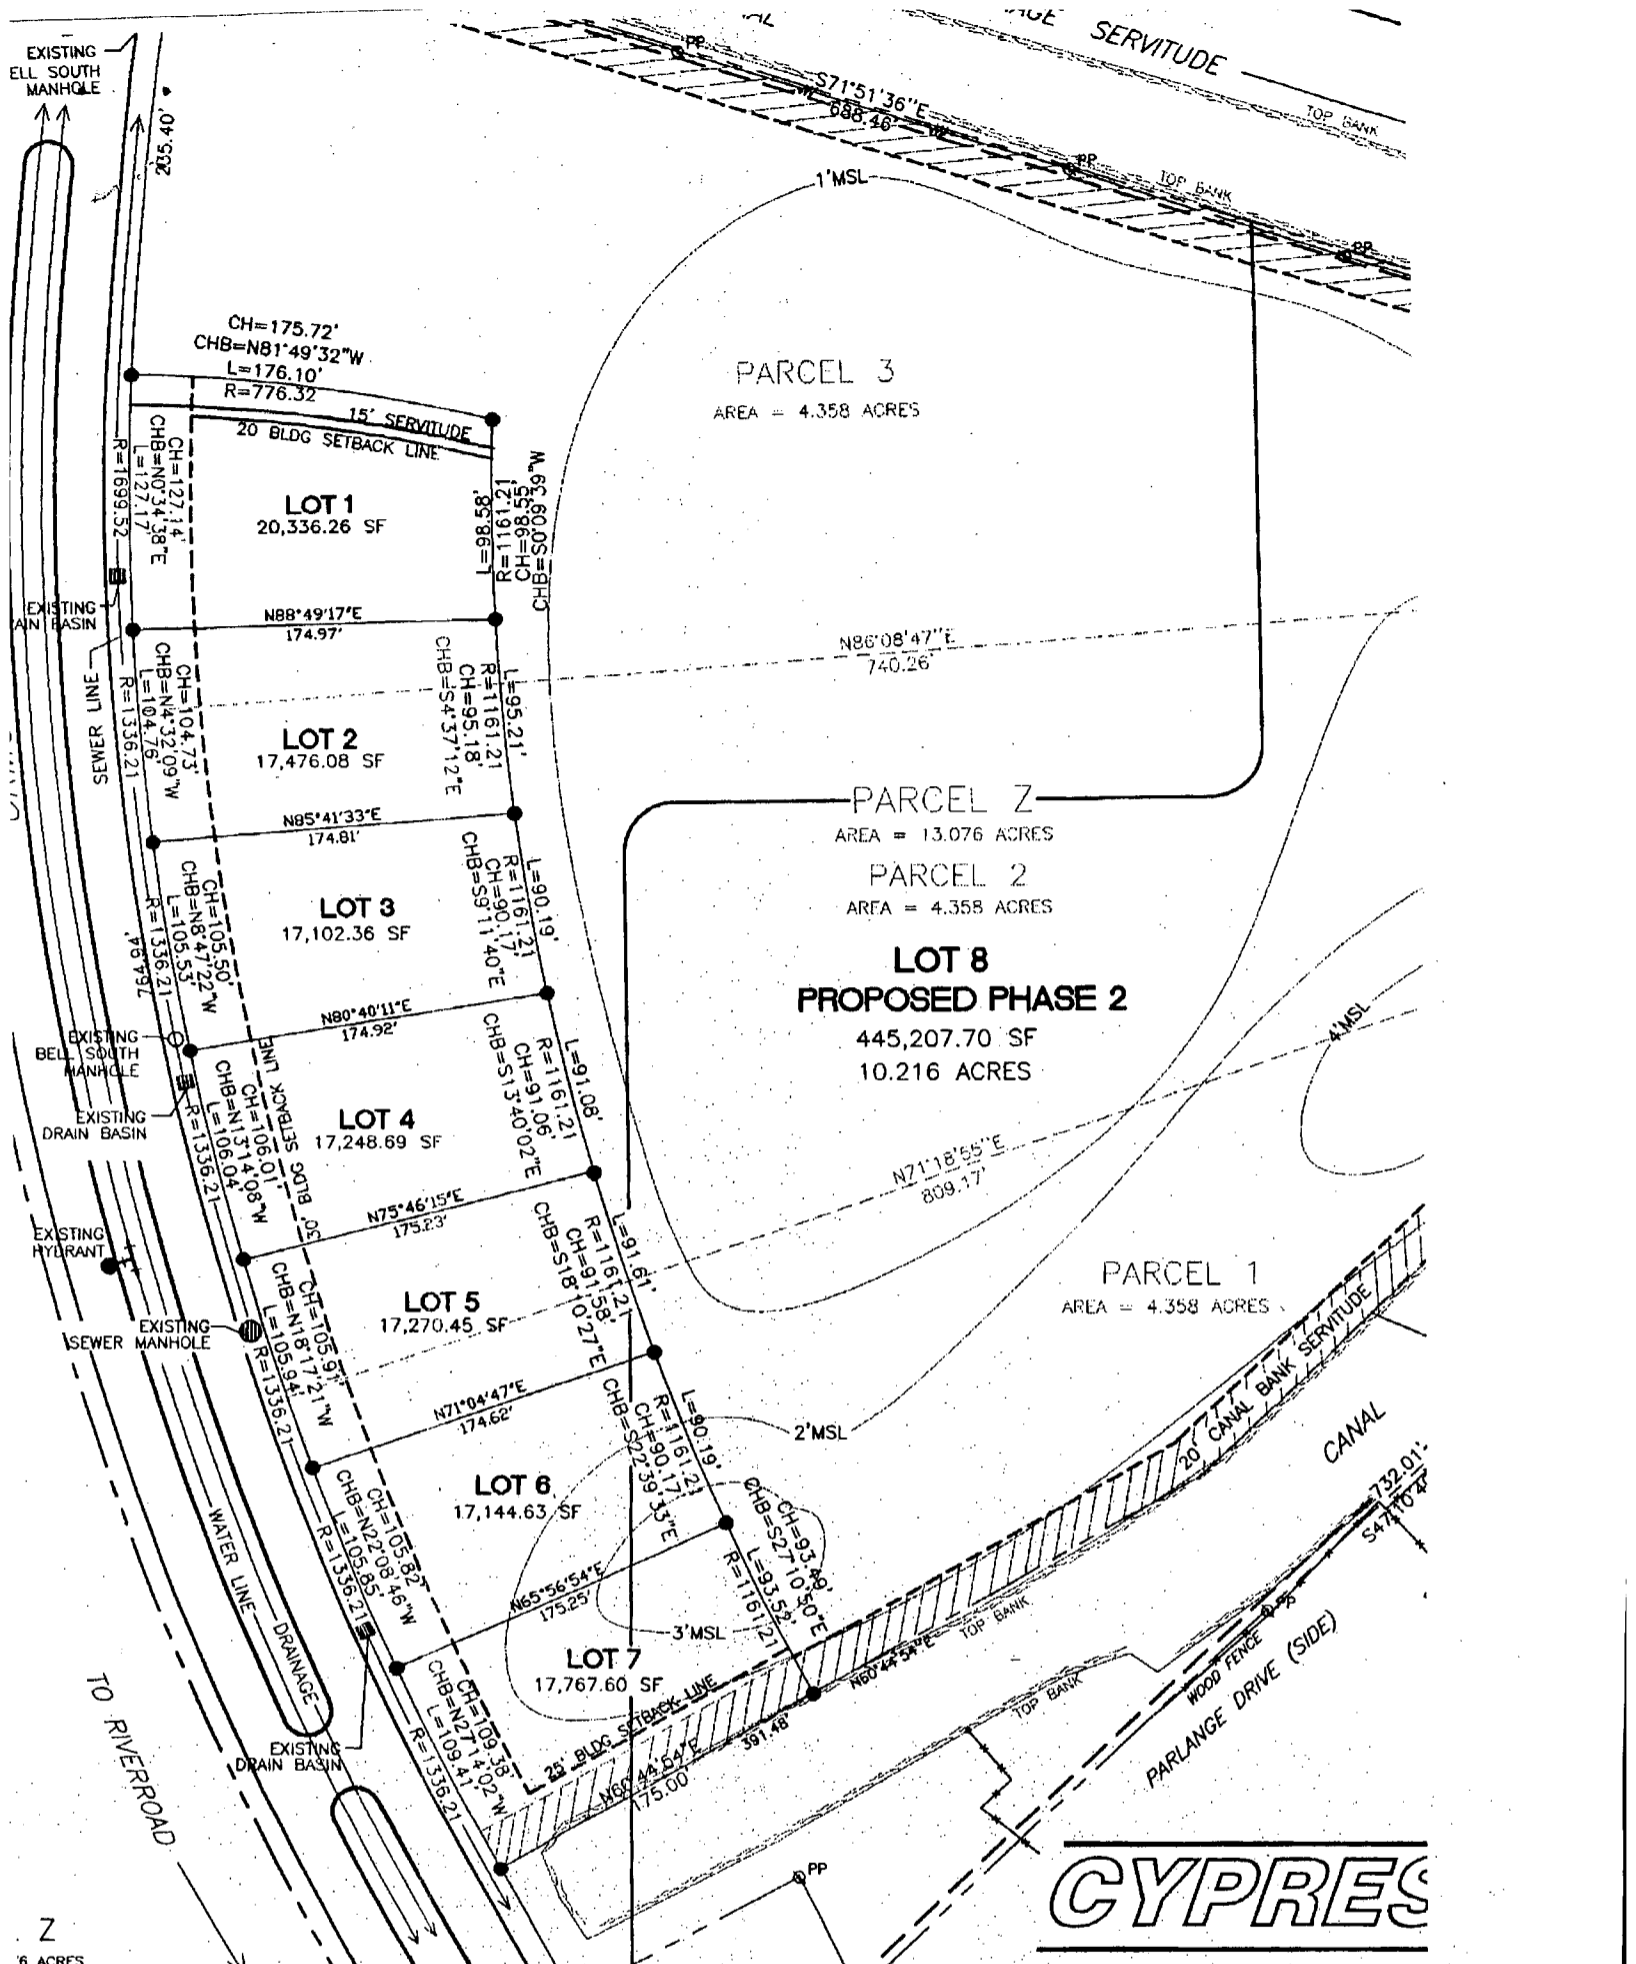 EXISTING
ELL SOUTH
MANHOLE
235.40'
SERVITUDE
TOP BANK
PP
S71°51'36"E
688.46'
PP
TOP BANK
PP
1'MSL
CH=175.72'
CHB=N81°49'32"W
L=176.10'
R=776.32
15' SERVITUDE
20 BLDG SETBACK LINE
PARCEL 3
AREA = 4.358 ACRES
CH=127.14'
CHB=N0°34'38"E
L=127.17'
R=1699.52
LOT 1
20,336.26 SF
L=98.58'
R=1161.21
CH=98.55'
CHB=S0°09'39"W
EXISTING
AIN BASIN
N88°49'17"E
174.97'
SEWER LINE
CH=104.73'
CHB=N4°32'09"W
L=104.76'
R=1336.21
LOT 2
17,476.08 SF
L=95.21'
R=1161.21
CH=95.18'
CHB=S4°37'12"E
N86°08'47"E
740.26'
N85°41'33"E
174.81'
PARCEL Z
AREA = 13.076 ACRES
PARCEL 2
AREA = 4.358 ACRES
CH=105.50'
CHB=N8°47'22"W
L=105.53'
R=1336.21
764.94'
LOT 3
17,102.36 SF
L=90.19'
R=1161.21
CH=90.17'
CHB=S9°11'40"E
LOT 8
PROPOSED PHASE 2
445,207.70 SF
10.216 ACRES
N80°40'11"E
174.92'
4'MSL
EXISTING
BELL SOUTH
MANHOLE
EXISTING
DRAIN BASIN
CH=106.01'
CHB=N13°14'08"W
L=106.04'
R=1336.21
30' BLDG SETBACK LINE
LOT 4
17,248.69 SF
L=91.08'
R=1161.21
CH=91.06'
CHB=S13°40'02"E
N71°18'55"E
809.17'
N75°46'15"E
175.23'
EXISTING
HYDRANT
EXISTING
SEWER MANHOLE
CH=105.91'
CHB=N18°17'21"W
L=105.94'
R=1336.21
LOT 5
17,270.45 SF
L=91.61'
R=1161.21
CH=91.58'
CHB=S18°10'27"E
PARCEL 1
AREA = 4.358 ACRES
N71°04'47"E
174.62'
20' CANAL BANK SERVITUDE
2'MSL
CANAL
CH=105.82'
CHB=N22°08'46"W
L=105.85'
R=1336.21
LOT 6
17,144.63 SF
L=90.19'
R=1161.21
CH=90.17'
CHB=S22°39'33"E
732.01'
N65°56'54"E
175.25'
WATER LINE
DRAINAGE
CH=93.49'
CHB=S27°10'50"E
L=93.52'
R=1161.21
3'MSL
LOT 7
17,767.60 SF
CH=109.38'
CHB=N27°14'02"W
L=109.41'
R=1336.21
25' BLDG SETBACK LINE
N60°44'54"E
175.00'
391.48'
N60°44'54"E
TOP BANK
TOP BANK
WOOD FENCE
PARLANGE DRIVE (SIDE)
EXISTING
DRAIN BASIN
TO RIVERROAD
PP
CYPRES
Z
6 ACRES